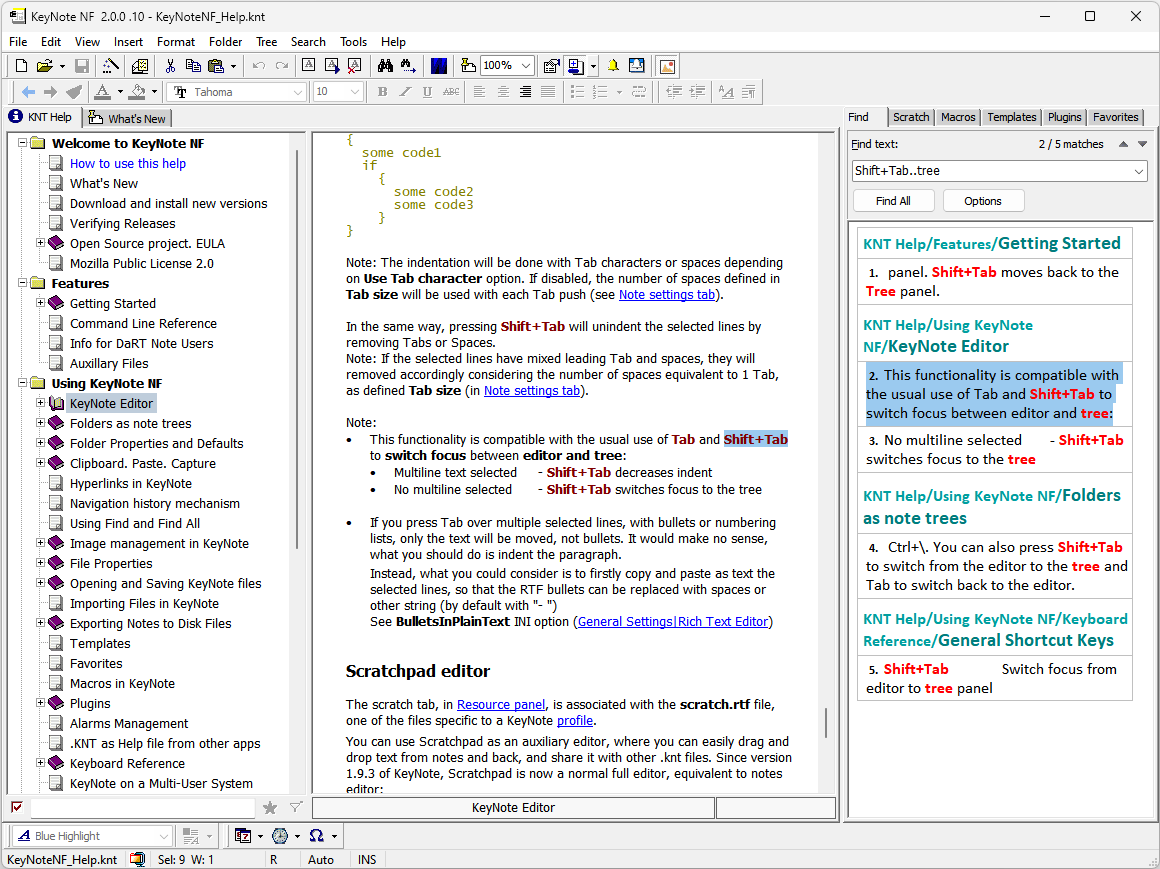 KeyNote NF 2.0.0 .10 - KeyNoteNF_Help.knt
File Edit View Insert Format Folder Tree Search Tools Help
100%
Tahoma 10 B I U ABC
KNT Help What's New
Welcome to KeyNote NF
How to use this help
What's New
Download and install new versions
Verifying Releases
Open Source project. EULA
Mozilla Public License 2.0
Features
Getting Started
Command Line Reference
Info for DaRT Note Users
Auxillary Files
Using KeyNote NF
KeyNote Editor
Folders as note trees
Folder Properties and Defaults
Clipboard. Paste. Capture
Hyperlinks in KeyNote
Navigation history mechanism
Using Find and Find All
Image management in KeyNote
File Properties
Opening and Saving KeyNote files
Importing Files in KeyNote
Exporting Notes to Disk Files
Templates
Favorites
Macros in KeyNote
Plugins
Alarms Management
.KNT as Help file from other apps
Keyboard Reference
KeyNote on a Multi-User System
{
some code1
if
{
some code2
some code3
}
}
Note: The indentation will be done with Tab characters or spaces depending
on Use Tab character option. If disabled, the number of spaces defined in
Tab size will be used with each Tab push (see Note settings tab).
In the same way, pressing Shift+Tab will unindent the selected lines by
removing Tabs or Spaces.
Note: If the selected lines have mixed leading Tab and spaces, they will
removed accordingly considering the number of spaces equivalent to 1 Tab,
as defined Tab size (in Note settings tab).
Note:
• This functionality is compatible with the usual use of Tab and Shift+Tab
to switch focus between editor and tree:
• Multiline text selected - Shift+Tab decreases indent
• No multiline selected - Shift+Tab switches focus to the tree
• If you press Tab over multiple selected lines, with bullets or numbering
lists, only the text will be moved, not bullets. It would make no sense,
what you should do is indent the paragraph.
Instead, what you could consider is to firstly copy and paste as text the
selected lines, so that the RTF bullets can be replaced with spaces or
other string (by default with "- ")
See BulletsInPlainText INI option (General Settings|Rich Text Editor)
Scratchpad editor
The scratch tab, in Resource panel, is associated with the scratch.rtf file,
one of the files specific to a KeyNote profile.
You can use Scratchpad as an auxiliary editor, where you can easily drag and
drop text from notes and back, and share it with other .knt files. Since version
1.9.3 of KeyNote, Scratchpad is now a normal full editor, equivalent to notes
editor:
KeyNote Editor
Find Scratch Macros Templates Plugins Favorites
Find text: 2 / 5 matches
Shift+Tab..tree
Find All Options
KNT Help/Features/Getting Started
1. panel. Shift+Tab moves back to the
Tree panel.
KNT Help/Using KeyNote
NF/KeyNote Editor
2. This functionality is compatible with
the usual use of Tab and Shift+Tab to
switch focus between editor and tree:
3. No multiline selected - Shift+Tab
switches focus to the tree
KNT Help/Using KeyNote NF/Folders
as note trees
4. Ctrl+\. You can also press Shift+Tab
to switch from the editor to the tree and
Tab to switch back to the editor.
KNT Help/Using KeyNote NF/Keyboard
Reference/General Shortcut Keys
5. Shift+Tab Switch focus from
editor to tree panel
A Blue Highlight
KeyNoteNF_Help.knt Sel: 9 W: 1 R Auto INS